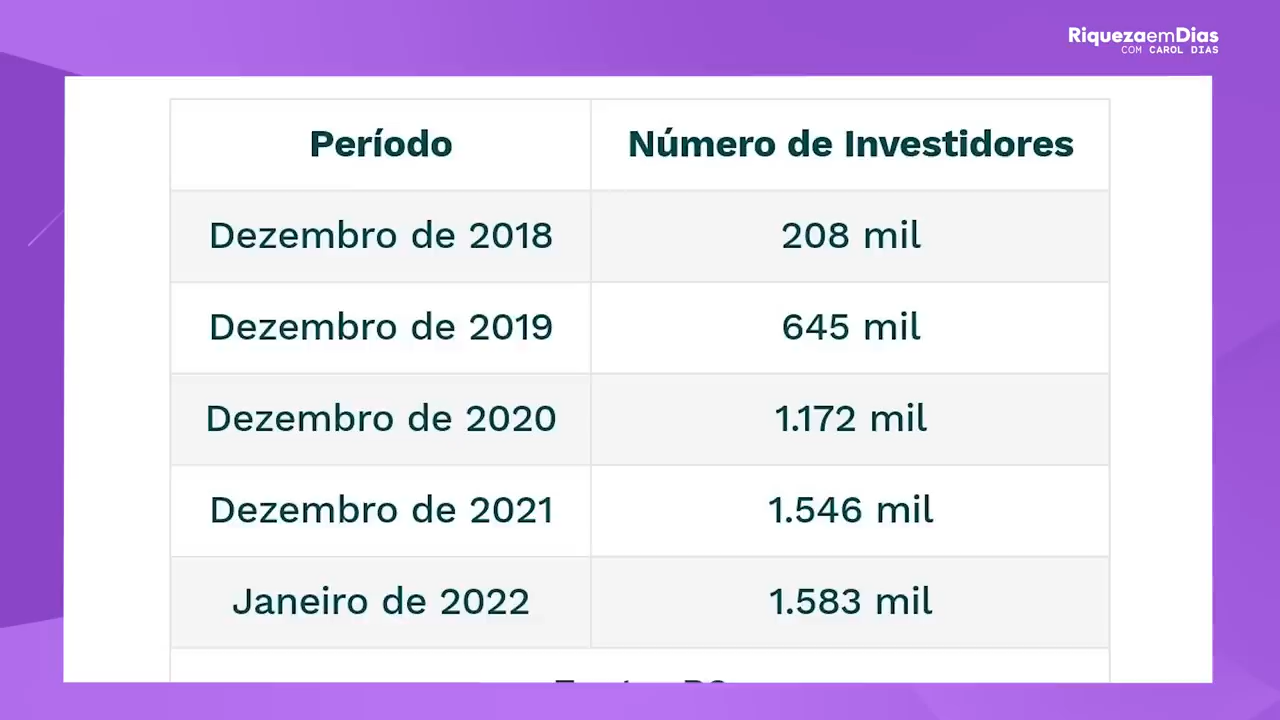 RiquezaemDias
COM CAROL DIAS
Período Número de Investidores
Dezembro de 2018 208 mil
Dezembro de 2019 645 mil
Dezembro de 2020 1.172 mil
Dezembro de 2021 1.546 mil
Janeiro de 2022 1.583 mil